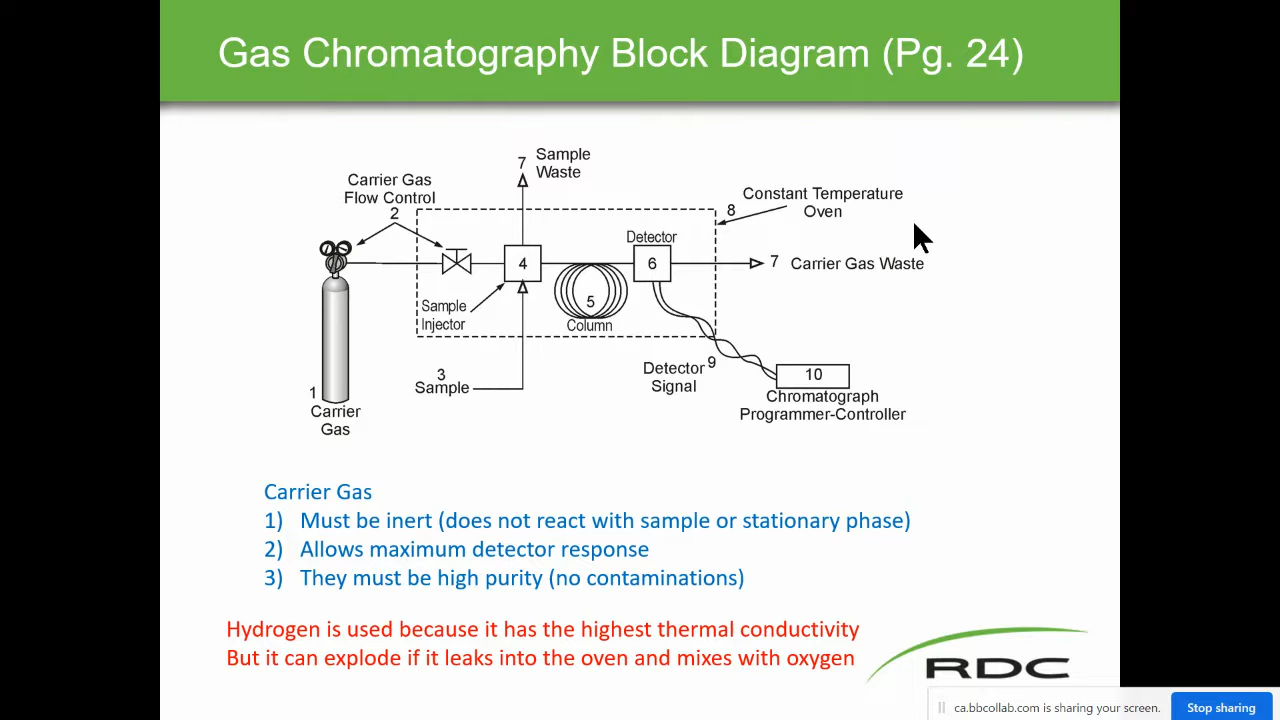 Gas Chromatography Block Diagram (Pg. 24)
7
Sample
Waste
Carrier Gas
Flow Control
2
8
Constant Temperature
Oven
Detector
4
6
7
Carrier Gas Waste
5
Column
Sample
Injector
3
Sample
1
Carrier
Gas
Detector
Signal
9
10
Chromatograph
Programmer-Controller
Carrier Gas
1) Must be inert (does not react with sample or stationary phase)
2) Allows maximum detector response
3) They must be high purity (no contaminations)
Hydrogen is used because it has the highest thermal conductivity
But it can explode if it leaks into the oven and mixes with oxygen
RDC
ca.bbcollab.com is sharing your screen.
Stop sharing